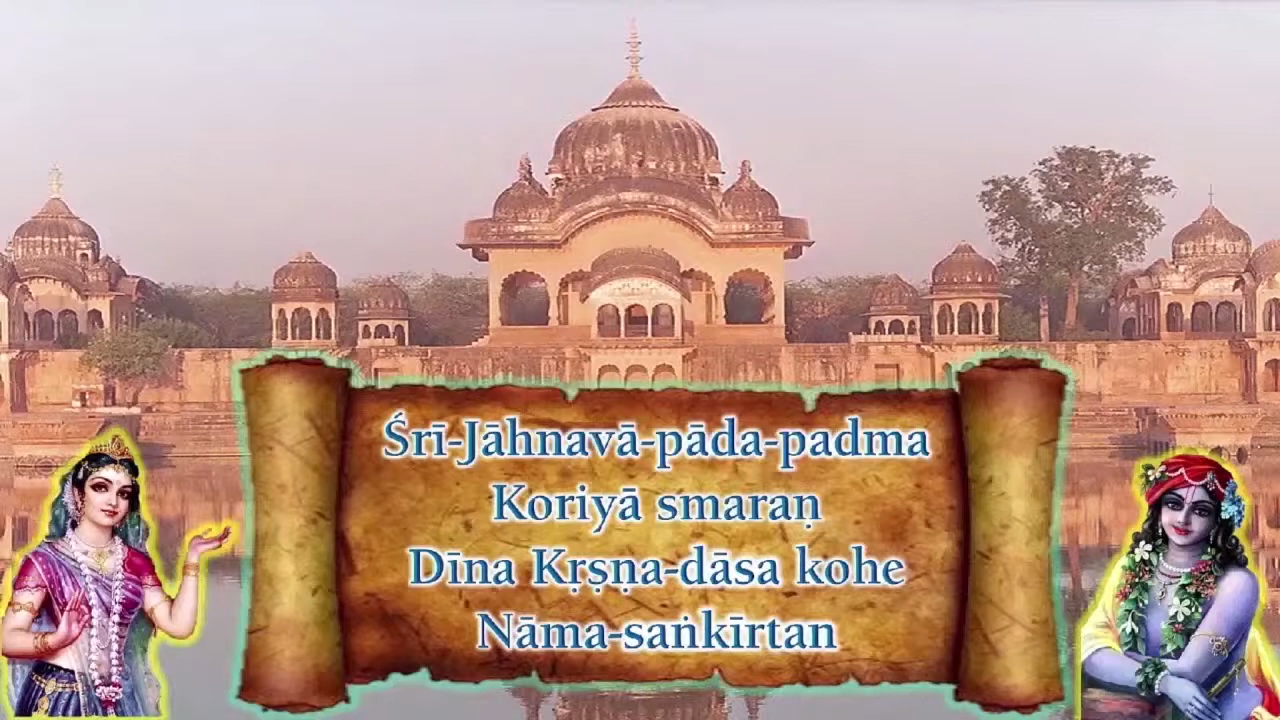 Śrī-Jāhnavā-pāda-padma
Koriyā smaraṇ
Dīna Kṛṣṇa-dāsa kohe
Nāma-saṅkīrtan